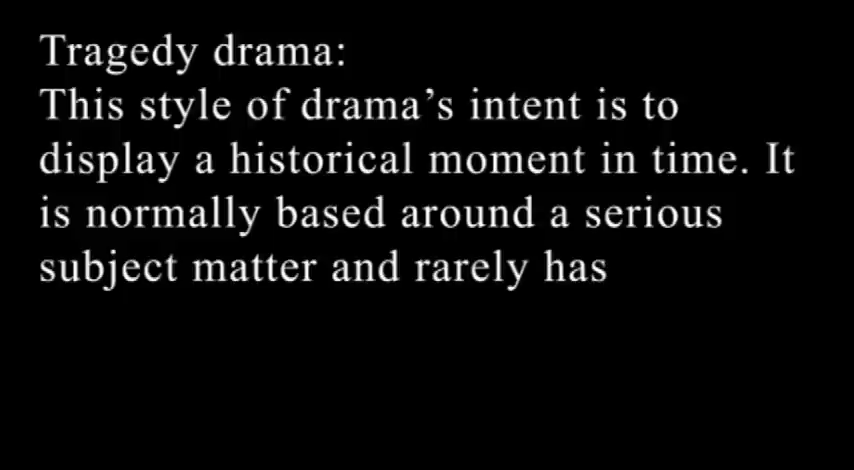 Tragedy drama:
This style of drama’s intent is to
display a historical moment in time. It
is normally based around a serious
subject matter and rarely has